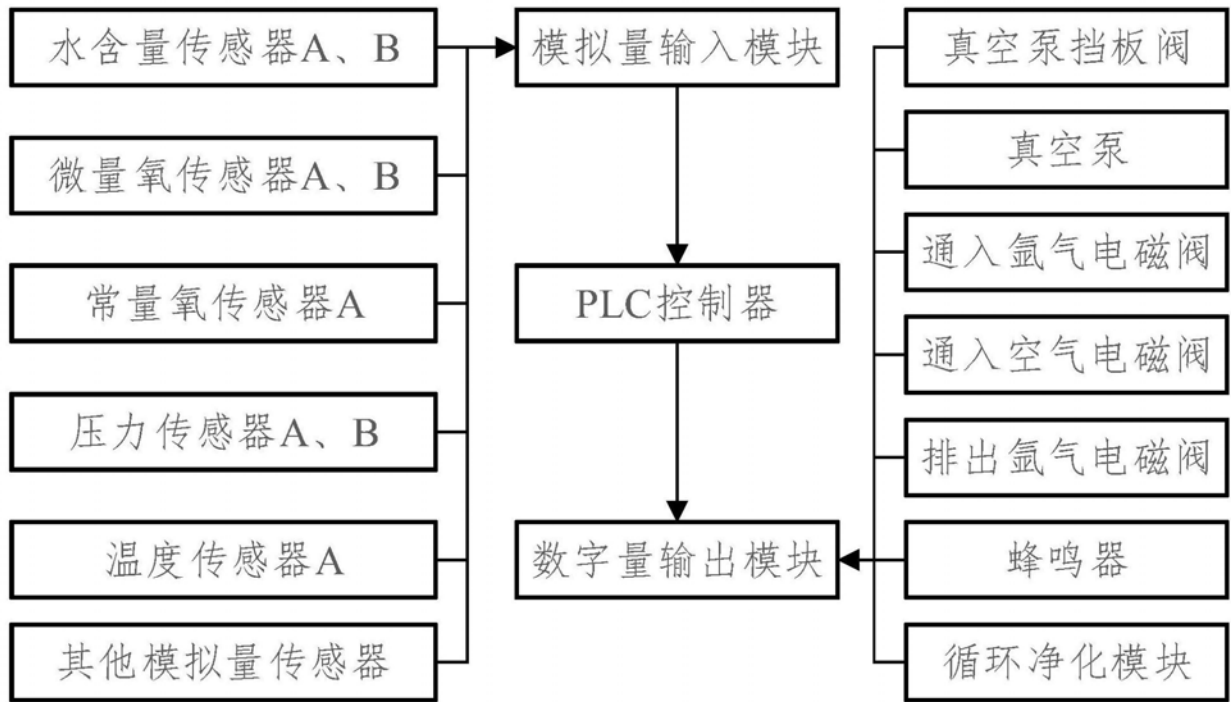 水含量传感器A、B
微量氧传感器A、B
常量氧传感器A
压力传感器A、B
温度传感器A
其他模拟量传感器
模拟量输入模块
PLC控制器
数字量输出模块
真空泵挡板阀
真空泵
通入氩气电磁阀
通入空气电磁阀
排出氩气电磁阀
蜂鸣器
循环净化模块